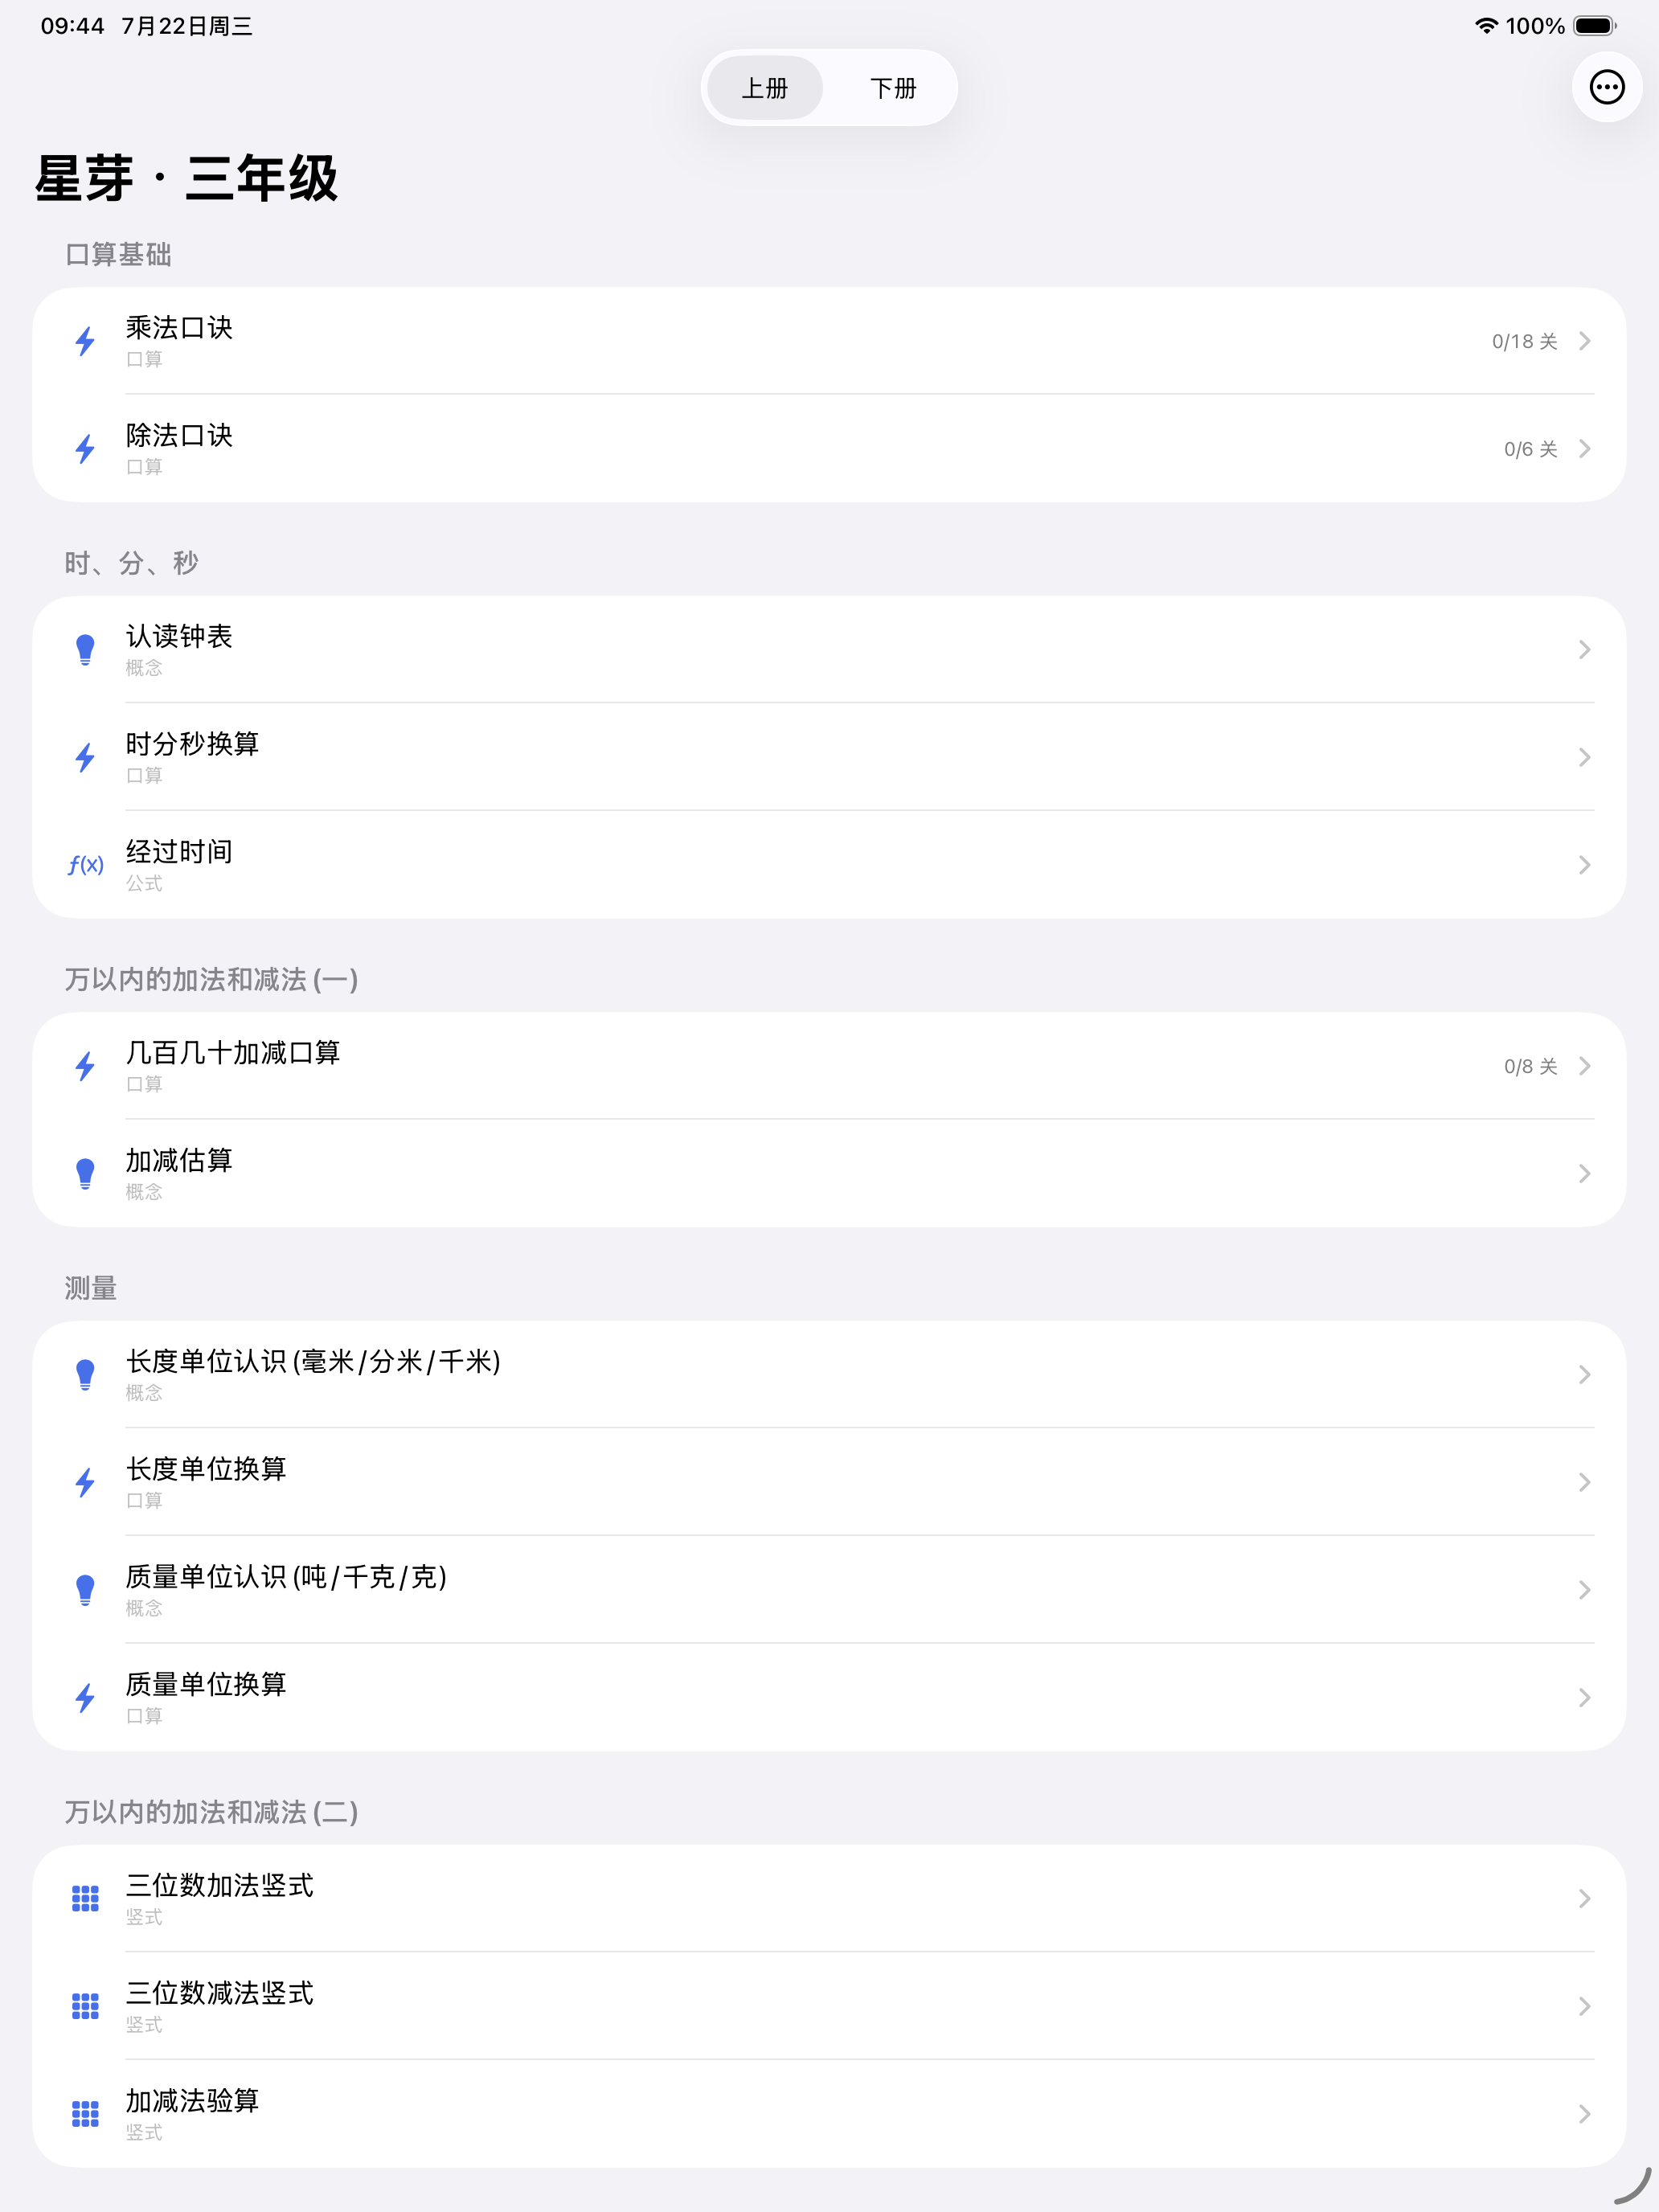 09:44 7月22日周三
100%
上册 下册
星芽 · 三年级
口算基础
乘法口诀
口算
0/18 关
除法口诀
口算
0/6 关
时、分、秒
认读钟表
概念
时分秒换算
口算
f(x)
经过时间
公式
万以内的加法和减法 (一)
几百几十加减口算
口算
0/8 关
加减估算
概念
测量
长度单位认识 (毫米/分米/千米)
概念
长度单位换算
口算
质量单位认识 (吨/千克/克)
概念
质量单位换算
口算
万以内的加法和减法 (二)
三位数加法竖式
竖式
三位数减法竖式
竖式
加减法验算
竖式